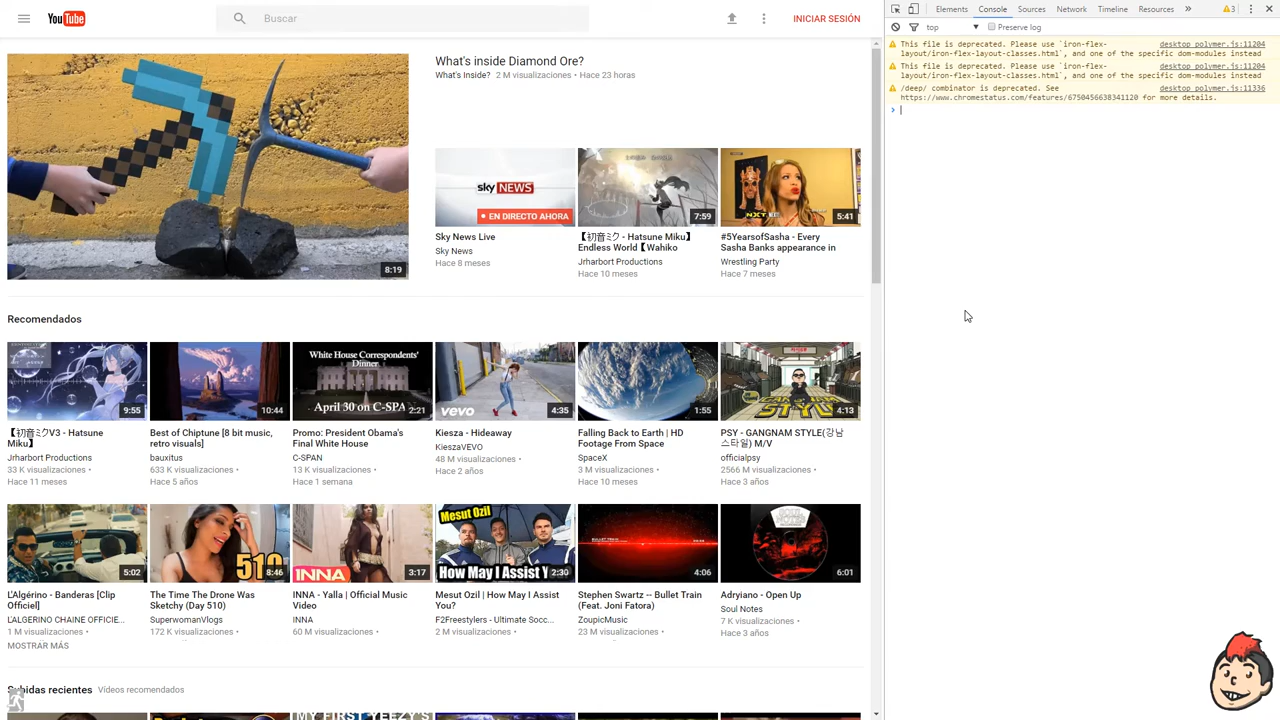 YouTube
Buscar
INICIAR SESIÓN
8:19
What's inside Diamond Ore?
What's Inside? 2 M visualizaciones • Hace 23 horas
sky NEWS
EN DIRECTO AHORA
Sky News Live
Sky News
Hace 8 meses
7:59
【初音ミク - Hatsune Miku】
Endless World【Wahiko
Jrharbort Productions
Hace 10 meses
NXT
5:41
#5YearsofSasha - Every
Sasha Banks appearance in
Wrestling Party
Hace 7 meses
Recomendados
9:55
【初音ミクV3 - Hatsune
Miku】
Jrharbort Productions
33 K visualizaciones •
Hace 11 meses
10:44
Best of Chiptune [8 bit music,
retro visuals]
bauxitus
633 K visualizaciones •
Hace 5 años
White House Correspondents'
Dinner
April 30 on C-SPA
2:21
Promo: President Obama's
Final White House
C-SPAN
13 K visualizaciones •
Hace 1 semana
vevo
4:35
Kiesza - Hideaway
KieszaVEVO
48 M visualizaciones •
Hace 2 años
1:55
Falling Back to Earth | HD
Footage From Space
SpaceX
3 M visualizaciones •
Hace 10 meses
4:13
PSY - GANGNAM STYLE(강남
스타일) M/V
officialpsy
2566 M visualizaciones •
Hace 3 años
5:02
L'Algérino - Banderas [Clip
Officiel]
L'ALGERINO CHAINE OFFICIE...
1 M visualizaciones •
510
8:46
The Time The Drone Was
Sketchy (Day 510)
SuperwomanVlogs
172 K visualizaciones •
INNA
3:17
INNA - Yalla | Official Music
Video
INNA
60 M visualizaciones •
Mesut Ozil
How May I Assist Y
2:30
Mesut Ozil | How May I Assist
You?
F2Freestylers - Ultimate Socc...
2 M visualizaciones •
4:06
Stephen Swartz -- Bullet Train
(Feat. Joni Fatora)
ZoupicMusic
23 M visualizaciones •
6:01
Adryiano - Open Up
Soul Notes
7 K visualizaciones •
Hace 3 años
MOSTRAR MÁS
Subidas recientes Vídeos recomendados
MY FIRST YEEZY'S
Elements Console Sources Network Timeline Resources » 3
top Preserve log
This file is deprecated. Please use `iron-flex- desktop_polymer.js:11204
layout/iron-flex-layout-classes.html`, and one of the specific dom-modules instead
This file is deprecated. Please use `iron-flex- desktop_polymer.js:11204
layout/iron-flex-layout-classes.html`, and one of the specific dom-modules instead
/deep/ combinator is deprecated. See desktop_polymer.js:11336
https://www.chromestatus.com/features/6750456638341120 for more details.